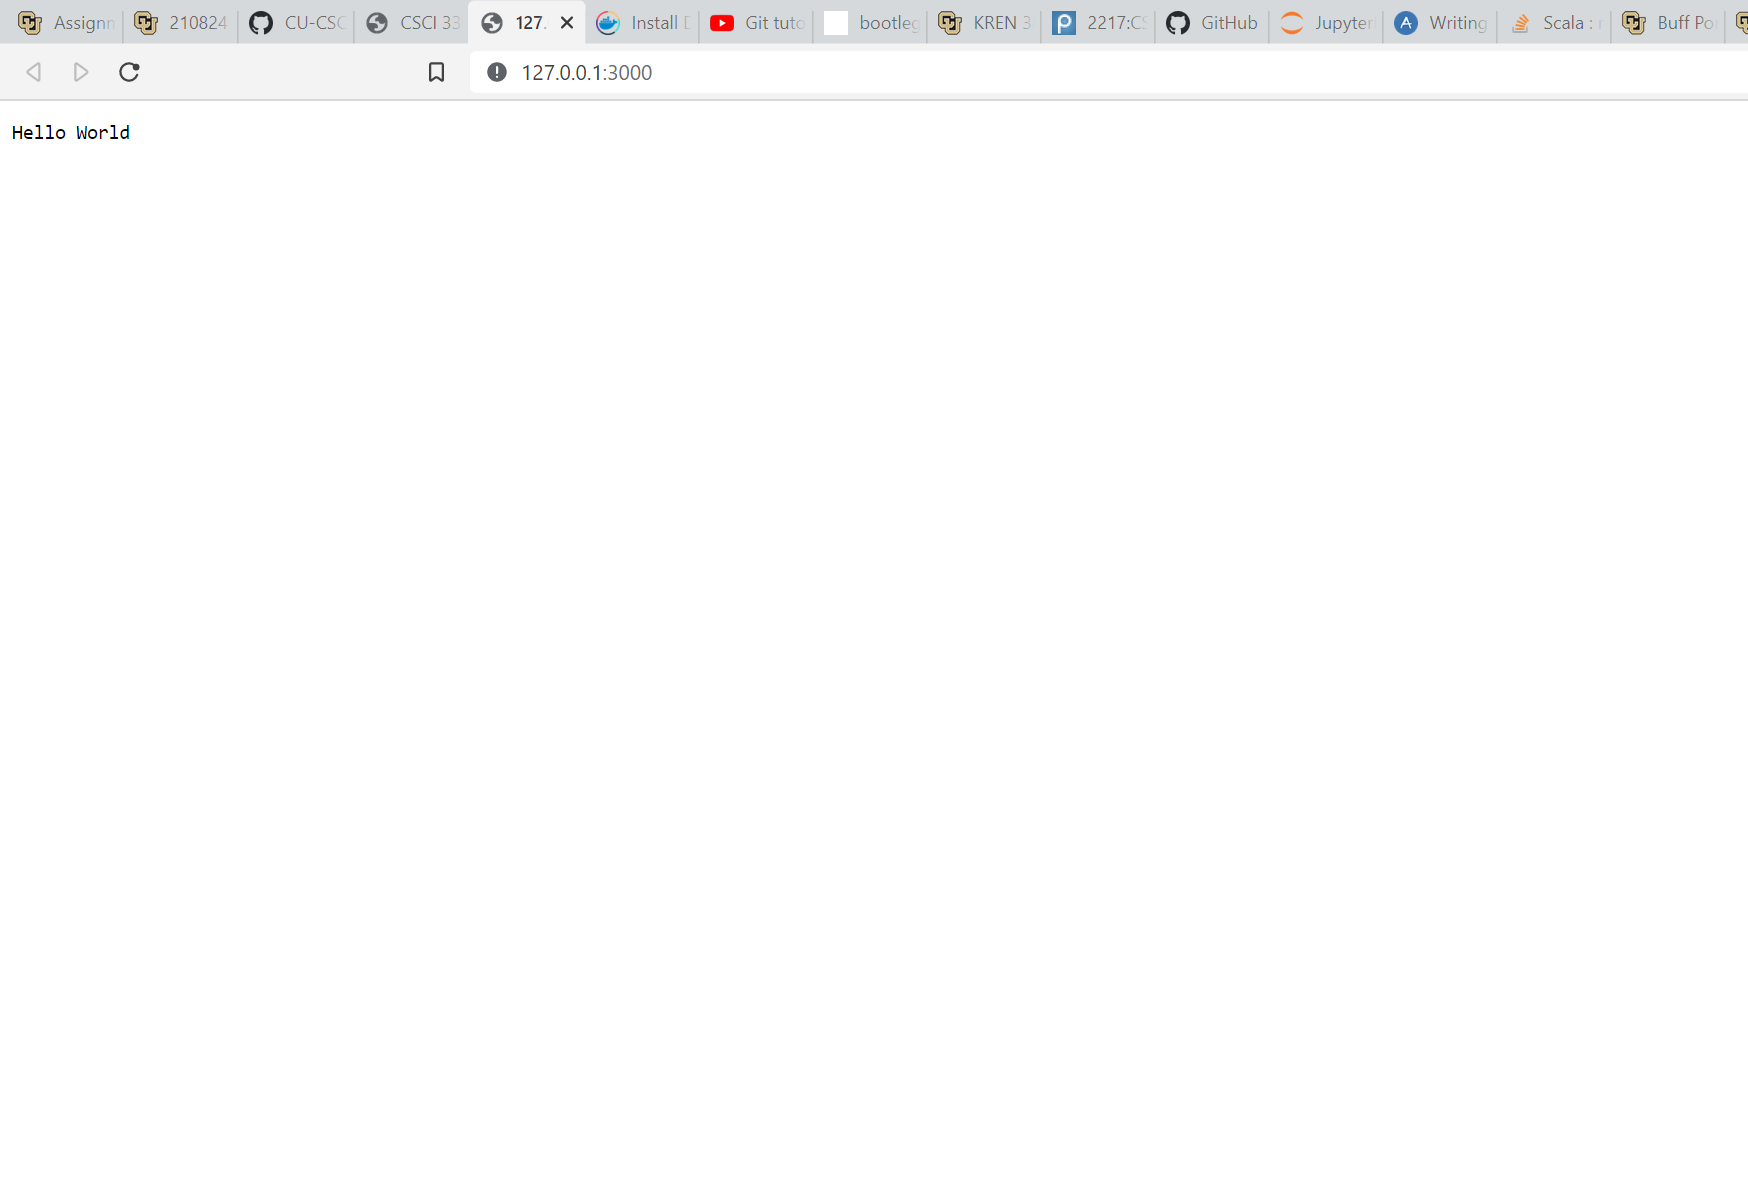 Assignn
210824
CU-CSC
CSCI 33
127.
Install D
Git tuto
bootleg
KREN 3
2217:CS
GitHub
Jupyter
Writing
Scala : r
Buff Po
127.0.0.1:3000
Hello World